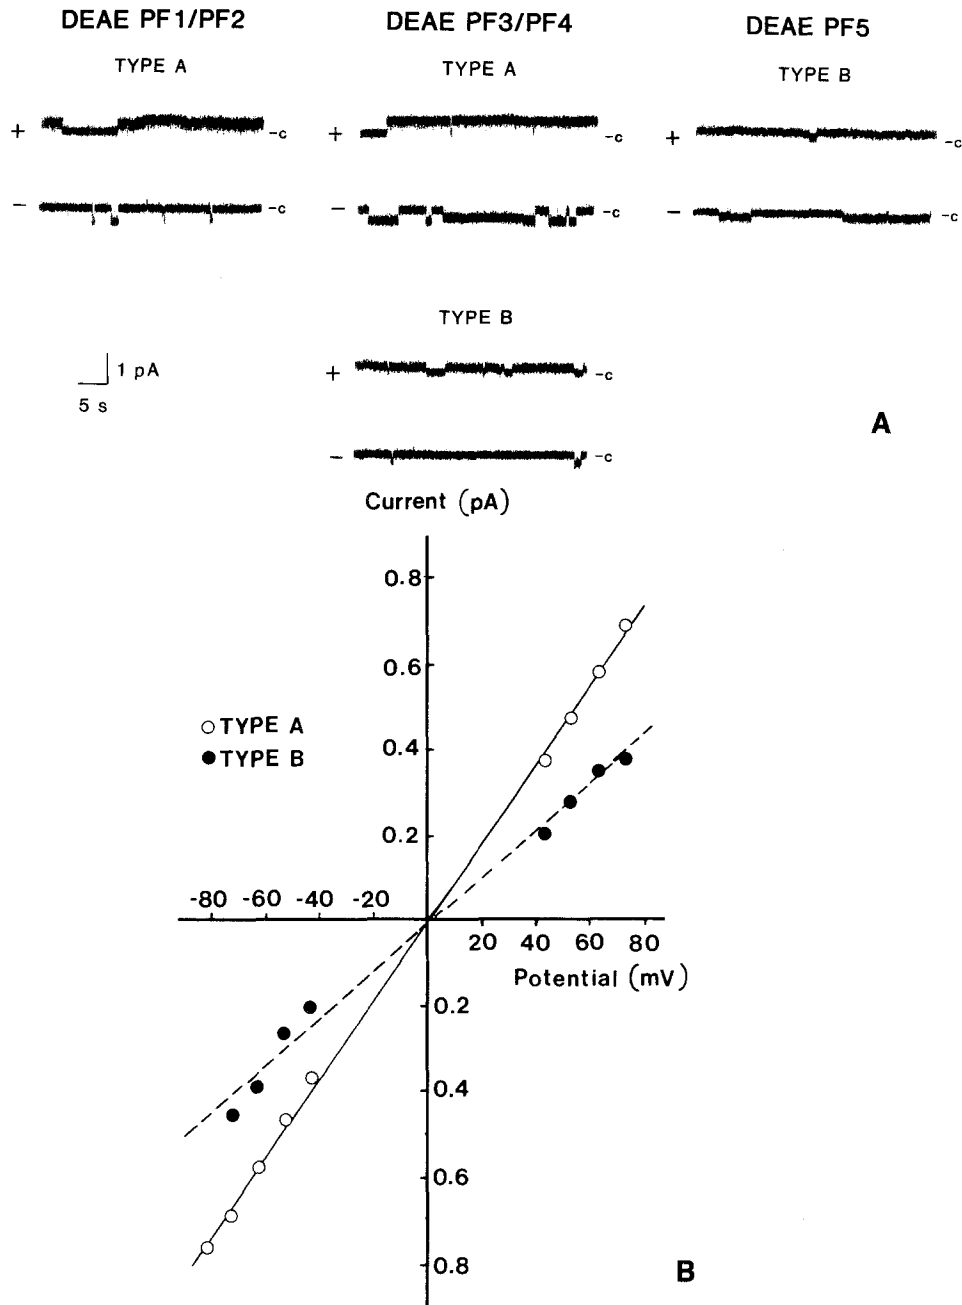 DEAE PF1/PF2 DEAE PF3/PF4 DEAE PF5
TYPE A TYPE A TYPE B
+ -c + -c + -c
− -c − -c − -c
TYPE B
+ -c
1 pA
5 s
A
− -c
Current (pA)
0.8
0.6
○ TYPE A
0.4
● TYPE B
0.2
-80 -60 -40 -20
20 40 60 80
Potential (mV)
0.2
0.4
0.6
0.8
B